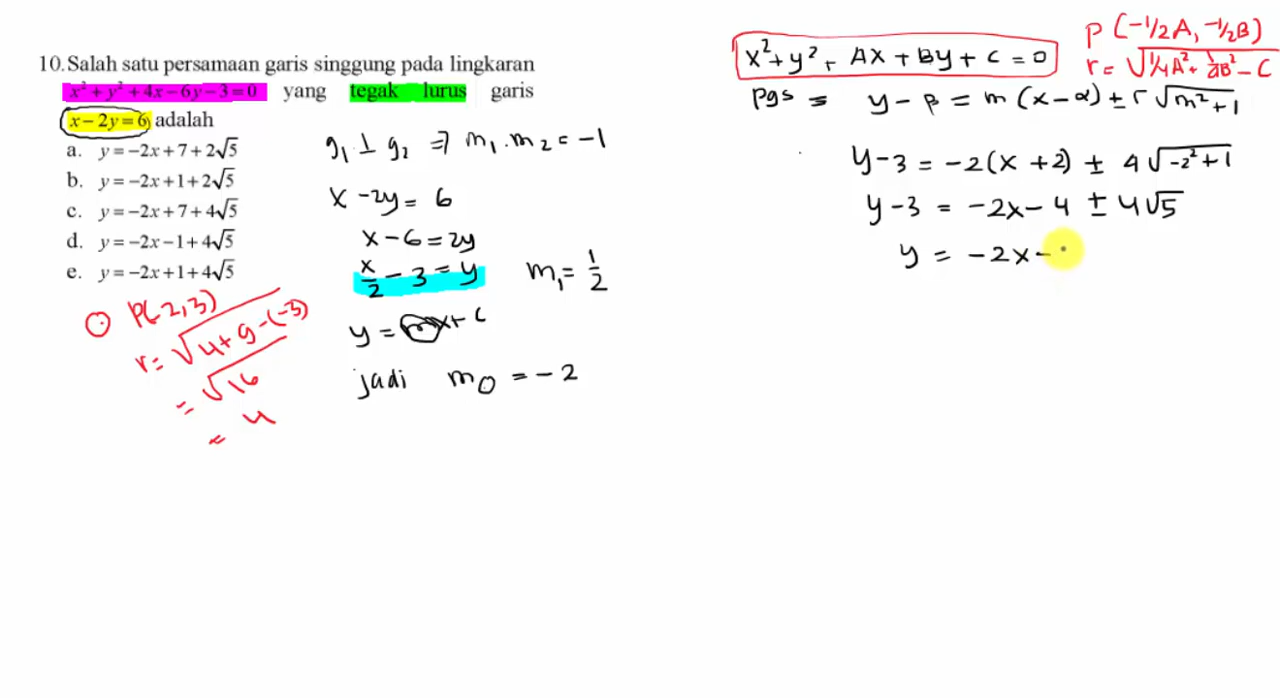 10. Salah satu persamaan garis singgung pada lingkaran
x² + y² + 4x − 6y − 3 = 0 yang tegak lurus garis
x − 2y = 6 adalah
a. y = −2x + 7 + 2√5
b. y = −2x + 1 + 2√5
c. y = −2x + 7 + 4√5
d. y = −2x − 1 + 4√5
e. y = −2x + 1 + 4√5
P(-2,3)
r = √4+9-(-3)
= √16
= 4
g₁ ⊥ g₂ ⇒ m₁ . m₂ = -1
x - 2y = 6
x - 6 = 2y
x/2 - 3 = y
m₁ = 1/2
y = mx + c
jadi m₀ = -2
x² + y² + Ax + By + C = 0
P (-1/2A, -1/2B)
r = √1/4A² + 1/2B² - C
Pgs = y - β = m (x - α) ± r √m² + 1
y - 3 = -2(x + 2) ± 4√-2² + 1
y - 3 = -2x - 4 ± 4√5
y = -2x -